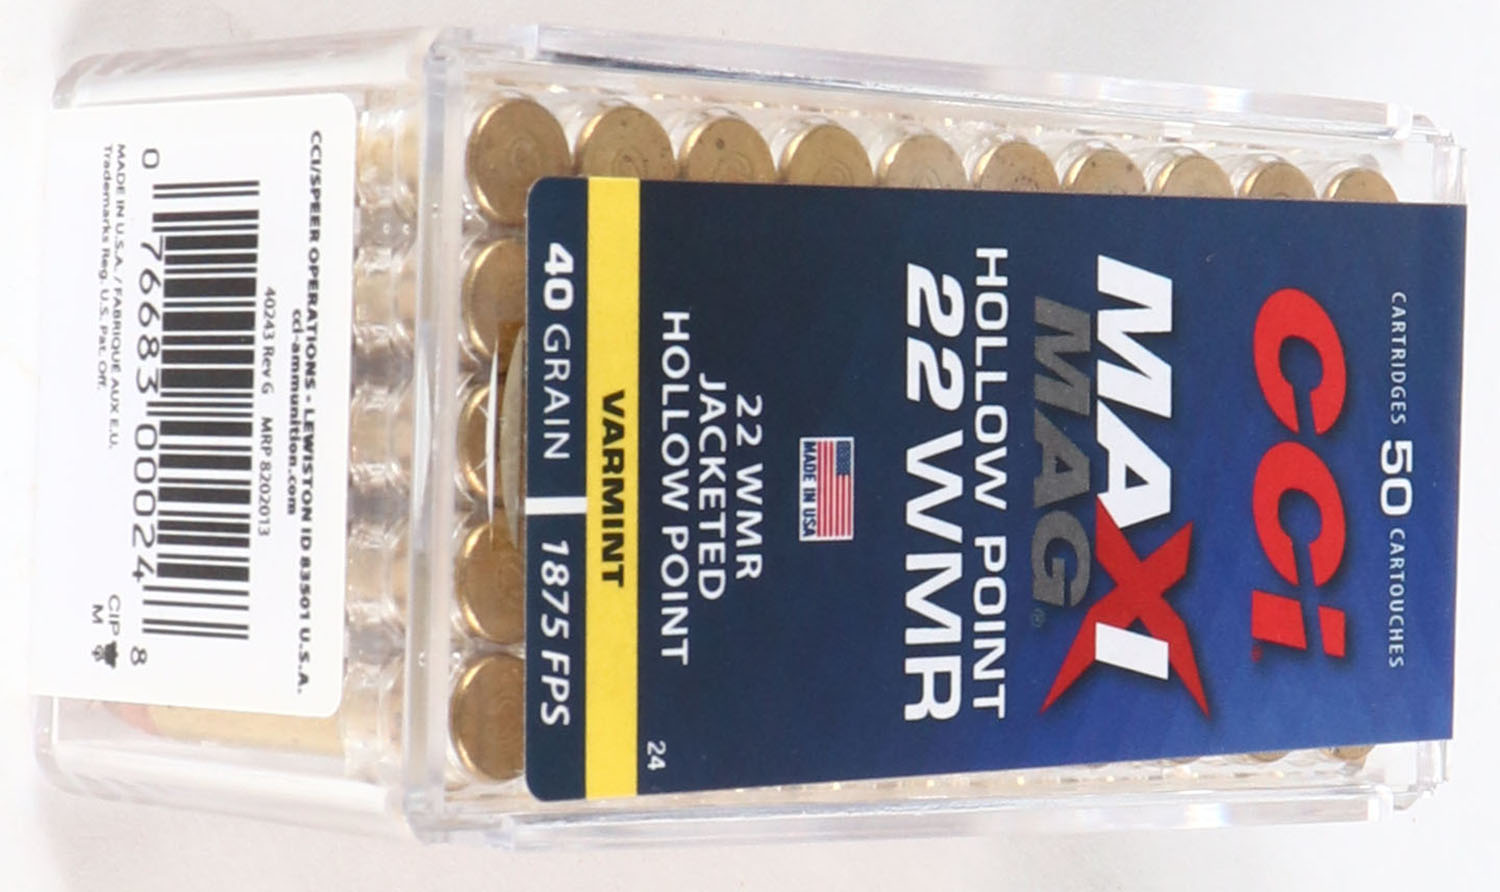 CARTRIDGES 50 CARTOUCHES
CCi
MAXI
MAG®
HOLLOW POINT
22 WMR
MADE IN USA
22 WMR
JACKETED
HOLLOW POINT
24
VARMINT
40 GRAIN | 1875 FPS
CCI/SPEER OPERATIONS - LEWISTON ID 83501 U.S.A.
cci-ammunition.com
40243 Rev G MRP 8202013
0 76683 00024 8
MADE IN U.S.A. / FABRIQUE AUX E.U.
Trademarks Reg. U.S. Pat. Off.
CIP
M